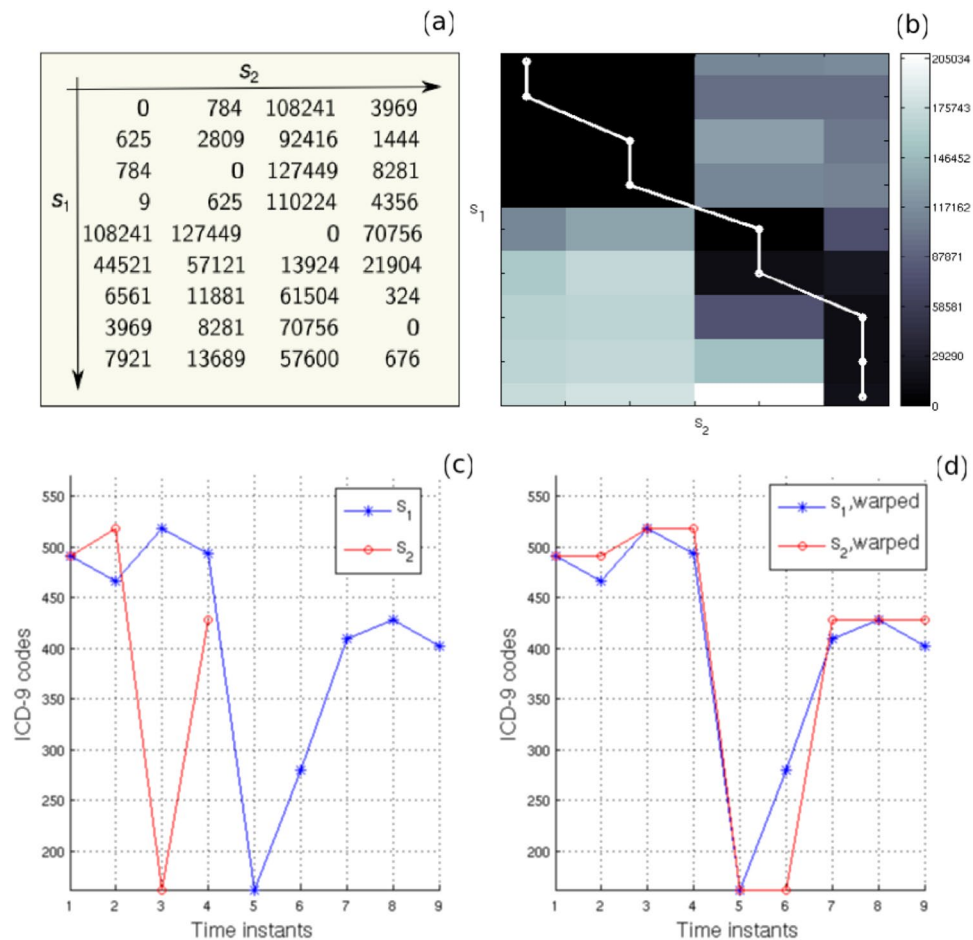 (a)
s2
s1
0 784 108241 3969
625 2809 92416 1444
784 0 127449 8281
9 625 110224 4356
108241 127449 0 70756
44521 57121 13924 21904
6561 11881 61504 324
3969 8281 70756 0
7921 13689 57600 676
(b)
s1
s2
205034
175743
146452
117162
87871
58581
29290
0
(c)
s1
s2
ICD-9 codes
550
500
450
400
350
300
250
200
1 2 3 4 5 6 7 8 9
Time instants
(d)
s1,warped
s2,warped
ICD-9 codes
550
500
450
400
350
300
250
200
1 2 3 4 5 6 7 8 9
Time instants